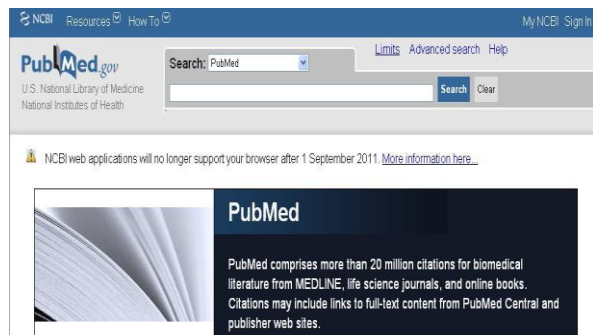 NCBI Resources How To My NCBI Sign In
PubMed.gov
U.S. National Library of Medicine
National Institutes of Health
Search: PubMed
Limits Advanced search Help
Search Clear
NCBI web applications will no longer support your browser after 1 September 2011. More information here...
PubMed
PubMed comprises more than 20 million citations for biomedical
literature from MEDLINE, life science journals, and online books.
Citations may include links to full-text content from PubMed Central and
publisher web sites.